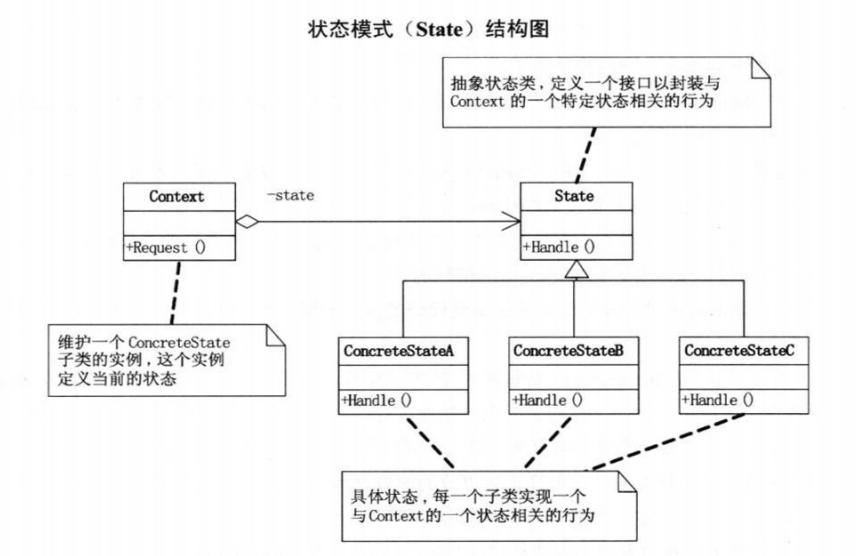 状态模式（State）结构图
抽象状态类，定义一个接口以封装与
Context 的一个特定状态相关的行为
Context
-state
State
+Request ()
+Handle ()
维护一个 ConcreteState
子类的实例，这个实例
定义当前的状态
ConcreteStateA
ConcreteStateB
ConcreteStateC
+Handle ()
+Handle ()
+Handle ()
具体状态，每一个子类实现一个
与Context的一个状态相关的行为